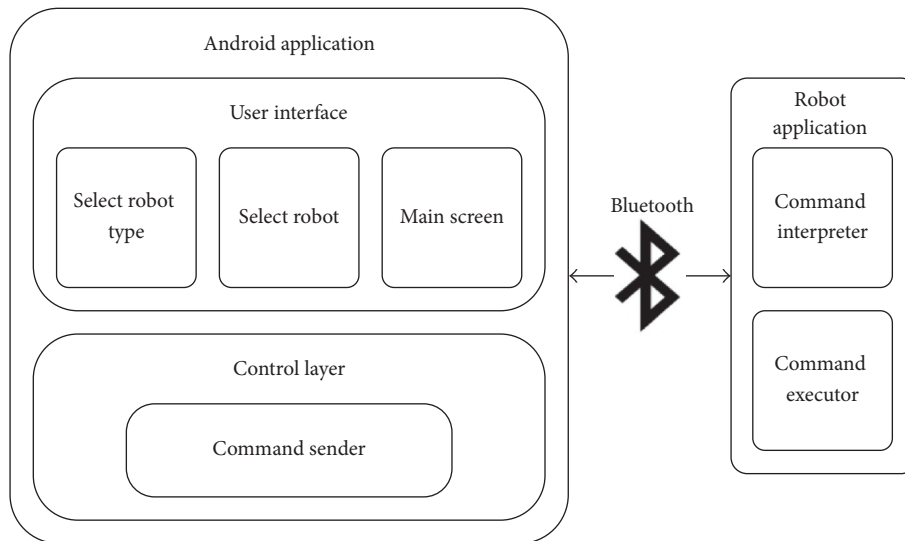 Android application
User interface
Select robot
type
Select robot
Main screen
Control layer
Command sender
Bluetooth
Robot
application
Command
interpreter
Command
executor